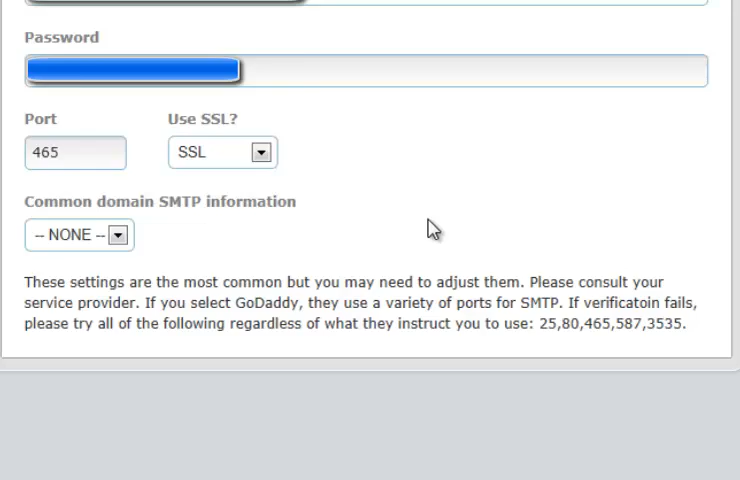 Password
Port
Use SSL?
465
SSL
Common domain SMTP information
-- NONE --
These settings are the most common but you may need to adjust them. Please consult your
service provider. If you select GoDaddy, they use a variety of ports for SMTP. If verificatoin fails,
please try all of the following regardless of what they instruct you to use: 25,80,465,587,3535.